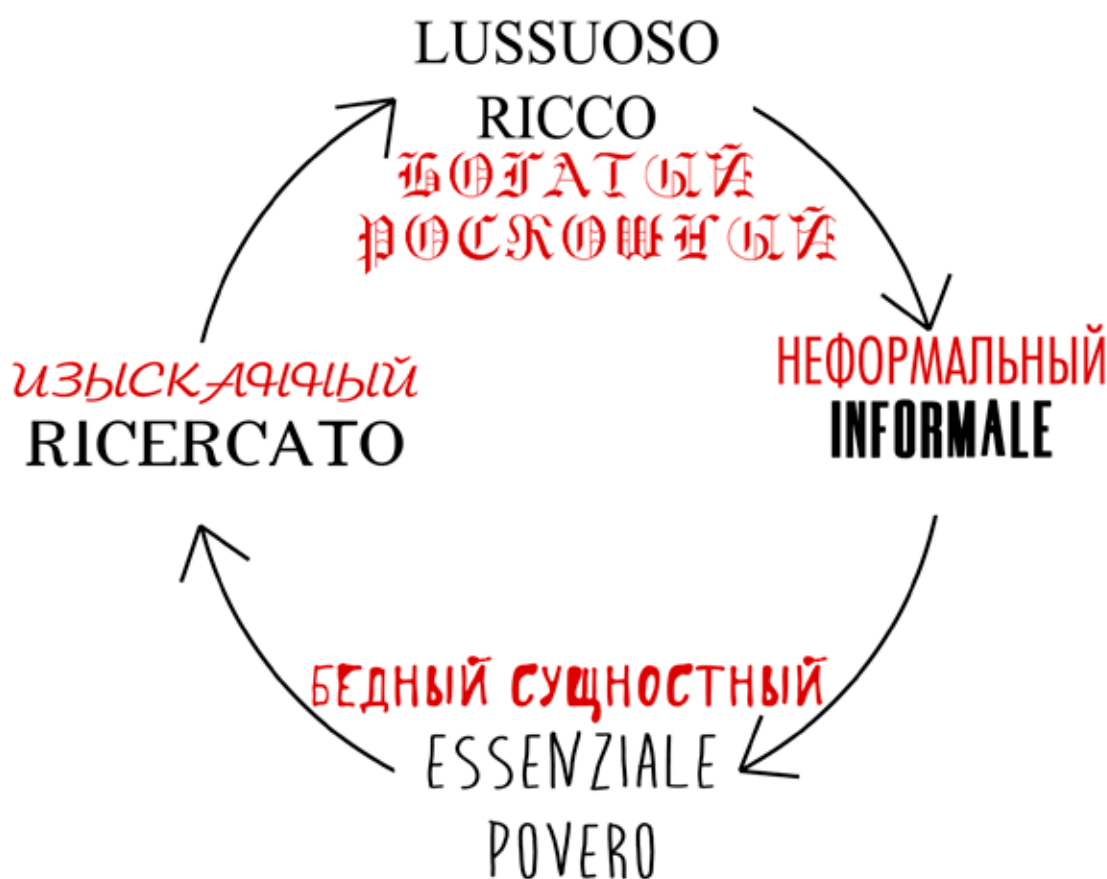 LUSSUOSO
RICCO
БОГАТЫЙ
РОСКОШНЫЙ
НЕФОРМАЛЬНЫЙ
INFORMALE
ИЗЫСКАННЫЙ
RICERCATO
БЕДНЫЙ СУЩНОСТНЫЙ
ESSENZIALE
POVERO